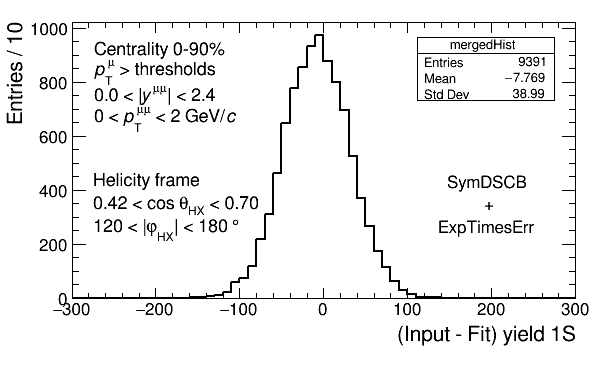 Entries / 10
1000
800
600
400
200
0
Centrality 0-90%
p_T^μ > thresholds
0.0 < |y^μμ| < 2.4
0 < p_T^μμ < 2 GeV/c
Helicity frame
0.42 < cos θ_HX < 0.70
120 < |φ_HX| < 180 °
mergedHist
Entries 9391
Mean −7.769
Std Dev 38.99
SymDSCB
+
ExpTimesErr
−300 −200 −100 0 100 200 300
(Input - Fit) yield 1S